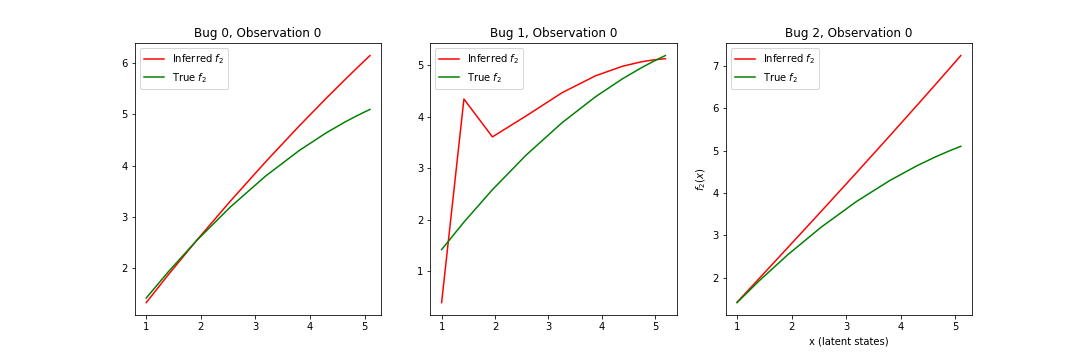 Bug 0, Observation 0
Inferred f₂
True f₂
6
5
4
3
2
1 2 3 4 5
Bug 1, Observation 0
Inferred f₂
True f₂
5
4
3
2
1
1 2 3 4 5
Bug 2, Observation 0
Inferred f₂
True f₂
f₂(x)
7
6
5
4
3
2
1 2 3 4 5
x (latent states)